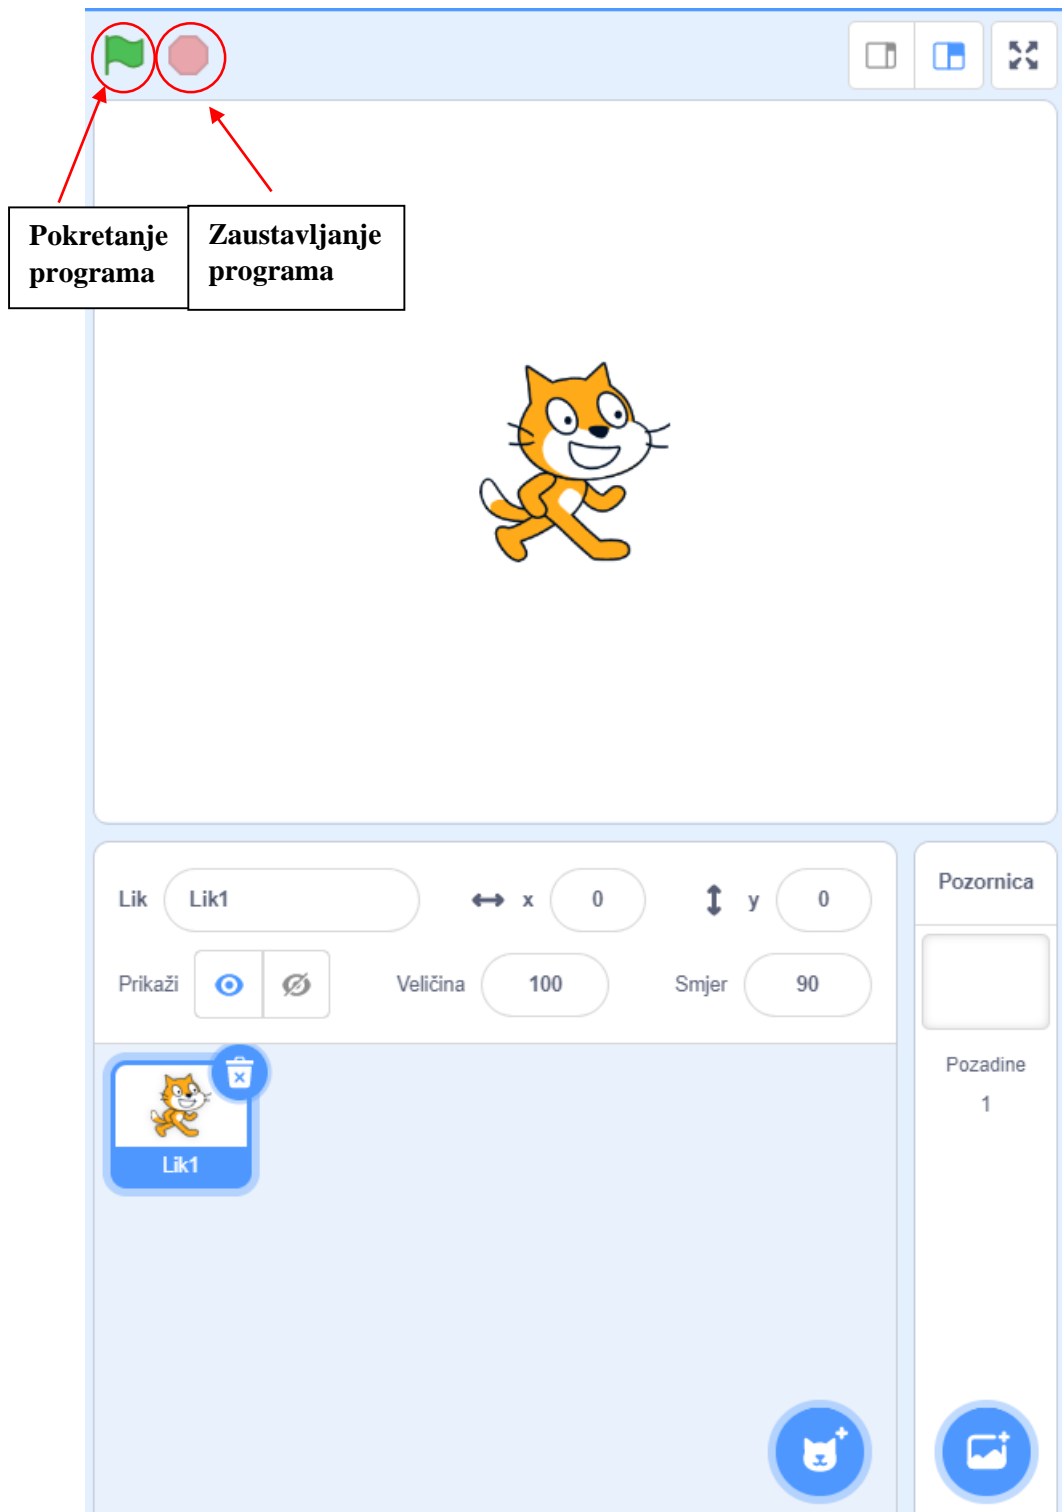 Pokretanje
programa
Zaustavljanje
programa
Lik Lik1 x 0 y 0
Prikaži Veličina 100 Smjer 90
Lik1
Pozornica
Pozadine
1